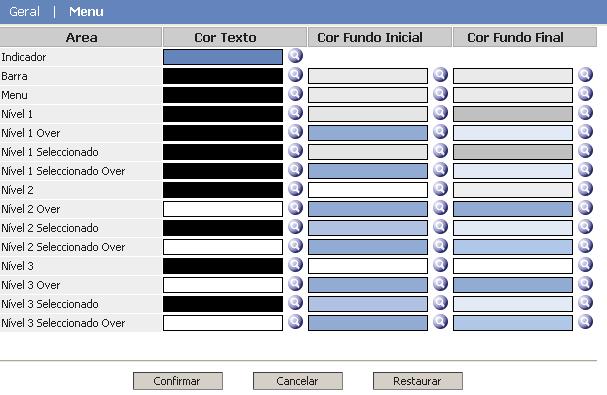 Geral | Menu
Area Cor Texto Cor Fundo Inicial Cor Fundo Final
Indicador
Barra
Menu
Nível 1
Nível 1 Over
Nível 1 Seleccionado
Nível 1 Seleccionado Over
Nível 2
Nível 2 Over
Nível 2 Seleccionado
Nível 2 Seleccionado Over
Nível 3
Nível 3 Over
Nível 3 Seleccionado
Nível 3 Seleccionado Over
Confirmar Cancelar Restaurar